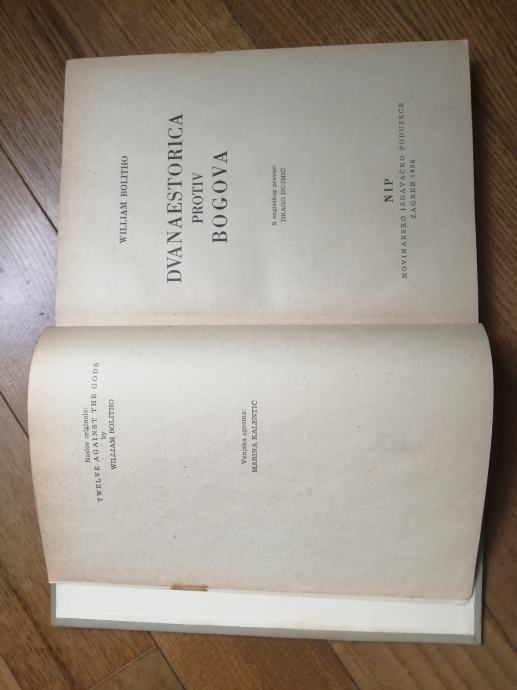 Naslov originala:
TWELVE AGAINST THE GODS
by
WILLIAM BOLITHO
Vanjska oprema:
MARINA KALENTIĆ
WILLIAM BOLITHO
DVANAESTORICA
PROTIV
BOGOVA
S engleskog preveo:
DRAGO DUJMIĆ
NIP
NOVINARSKO IZDAVAČKO PODUZEĆE
ZAGREB 1956